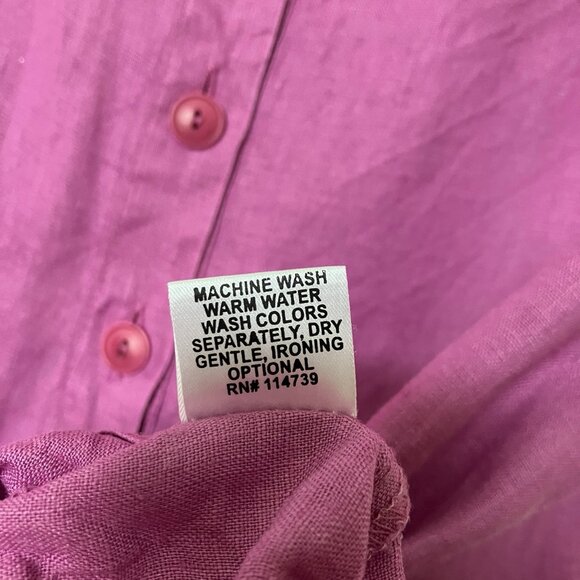 MACHINE WASH
WARM WATER
WASH COLORS
SEPARATELY, DRY
GENTLE, IRONING
OPTIONAL
RN# 114739